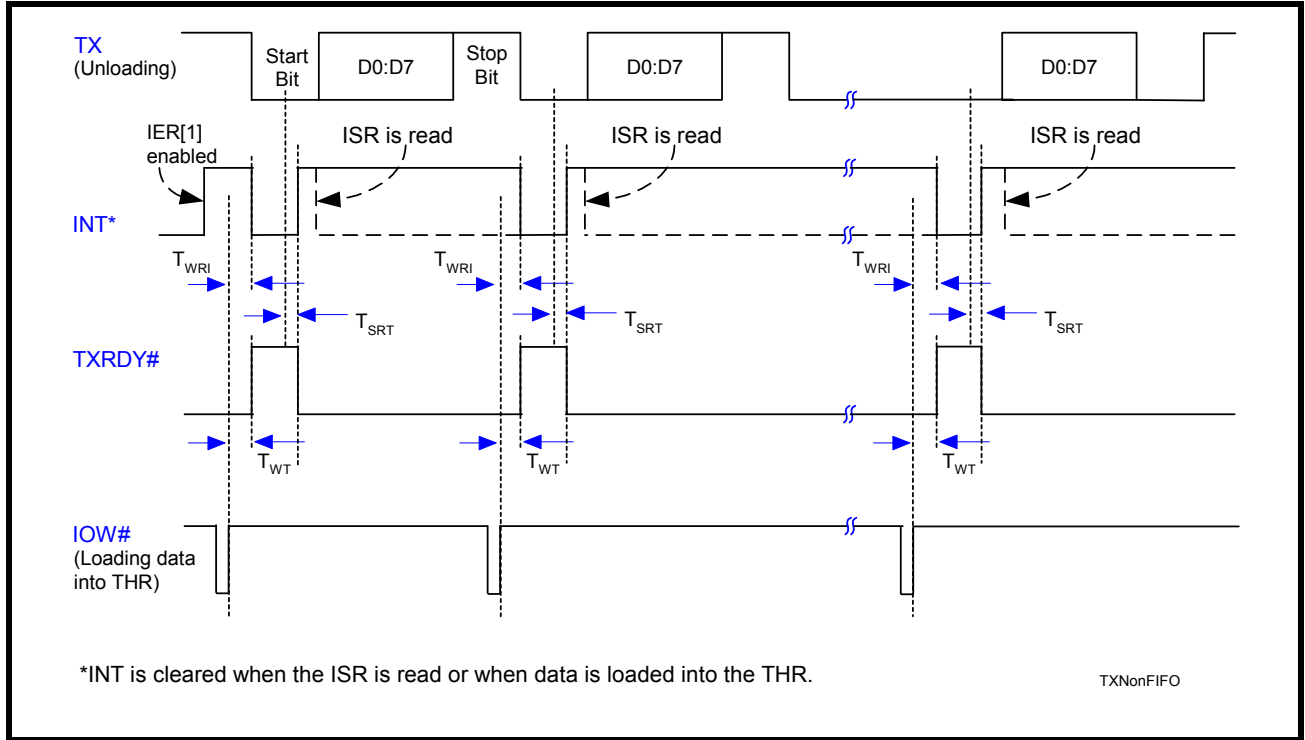 TX
(Unloading)
Start
Bit
D0:D7
Stop
Bit
D0:D7
D0:D7
IER[1]
enabled
ISR is read
ISR is read
ISR is read
INT*
TWRI
TWRI
TWRI
TSRT
TSRT
TSRT
TXRDY#
TWT
TWT
TWT
IOW#
(Loading data
into THR)
*INT is cleared when the ISR is read or when data is loaded into the THR.
TXNonFIFO